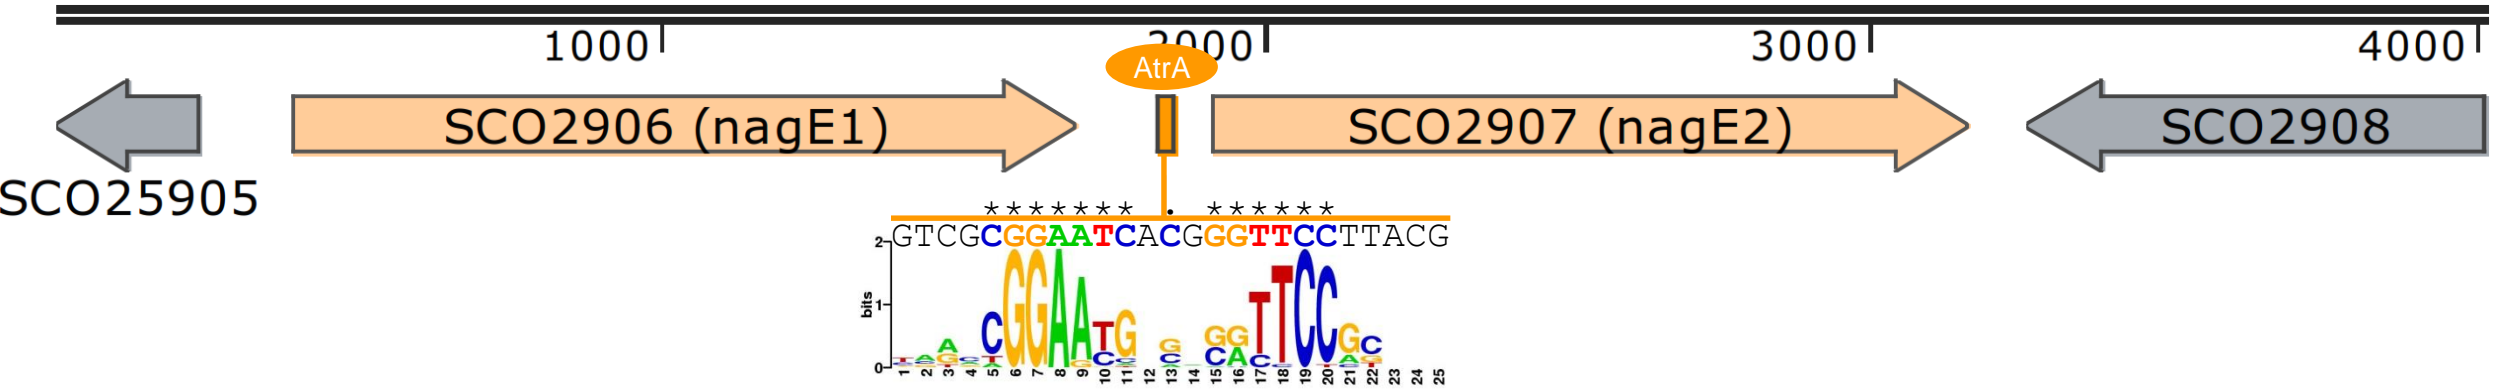 1000 2000 3000 4000
AtrA
SCO2906 (nagE1) SCO2907 (nagE2) SCO2908
SCO25905
******* . ******
GTCGCGGAATCACGGGTTCCTTACG
2
1
0
bits
1 2 3 4 5 6 7 8 9 10 11 12 13 14 15 16 17 18 19 20 21 22 23 24 25